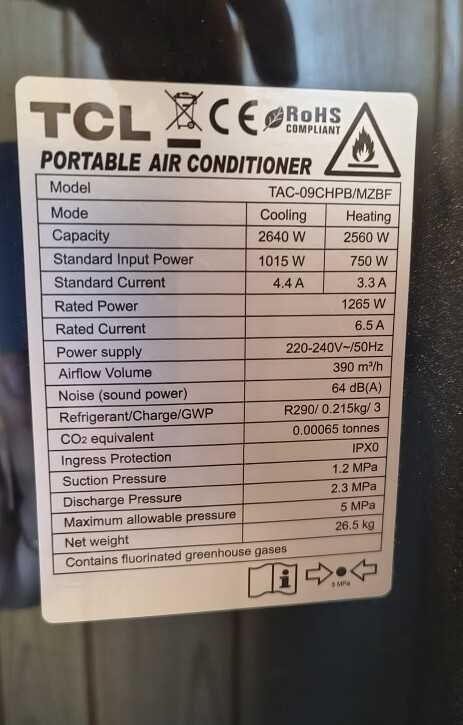 TCL CE RoHS COMPLIANT
PORTABLE AIR CONDITIONER
Model TAC-09CHPB/MZBF
Mode Cooling Heating
Capacity 2640 W 2560 W
Standard Input Power 1015 W 750 W
Standard Current 4.4 A 3.3 A
Rated Power 1265 W
Rated Current 6.5 A
Power supply 220-240V~/50Hz
Airflow Volume 390 m³/h
Noise (sound power) 64 dB(A)
Refrigerant/Charge/GWP R290/ 0.215kg/ 3
CO₂ equivalent 0.00065 tonnes
Ingress Protection IPX0
Suction Pressure 1.2 MPa
Discharge Pressure 2.3 MPa
Maximum allowable pressure 5 MPa
Net weight 26.5 kg
Contains fluorinated greenhouse gases
i
5 MPa